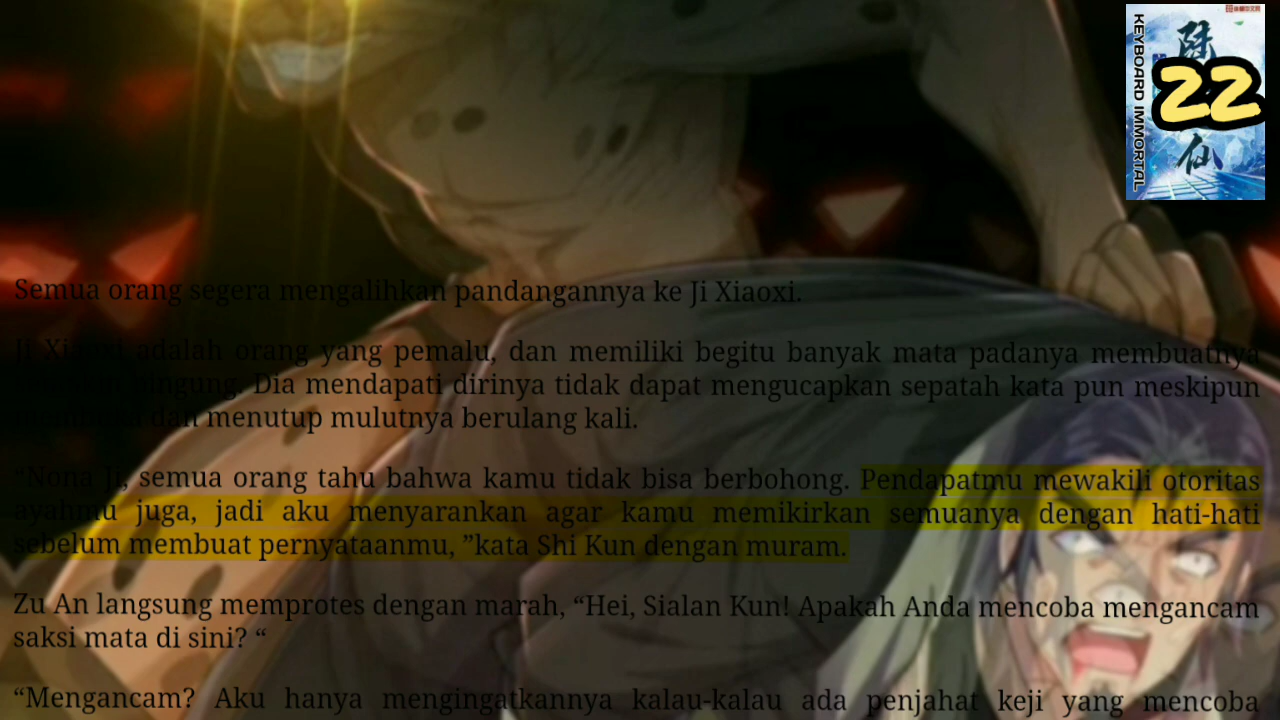 陆
仙
KEYBOARD IMMORTAL
22
Semua orang segera mengalihkan pandangannya ke Ji Xiaoxi.
Ji Xiaoxi adalah orang yang pemalu, dan memiliki begitu banyak mata padanya membuatnya
bingung. Dia mendapati dirinya tidak dapat mengucapkan sepatah kata pun meskipun
membuka dan menutup mulutnya berulang kali.
“Nona Ji, semua orang tahu bahwa kamu tidak bisa berbohong. Pendapatmu mewakili otoritas
ayahmu juga, jadi aku menyarankan agar kamu memikirkan semuanya dengan hati-hati
sebelum membuat pernyataanmu, ”kata Shi Kun dengan muram.
Zu An langsung memprotes dengan marah, “Hei, Sialan Kun! Apakah Anda mencoba mengancam
saksi mata di sini? “
“Mengancam? Aku hanya mengingatkannya kalau-kalau ada penjahat keji yang mencoba